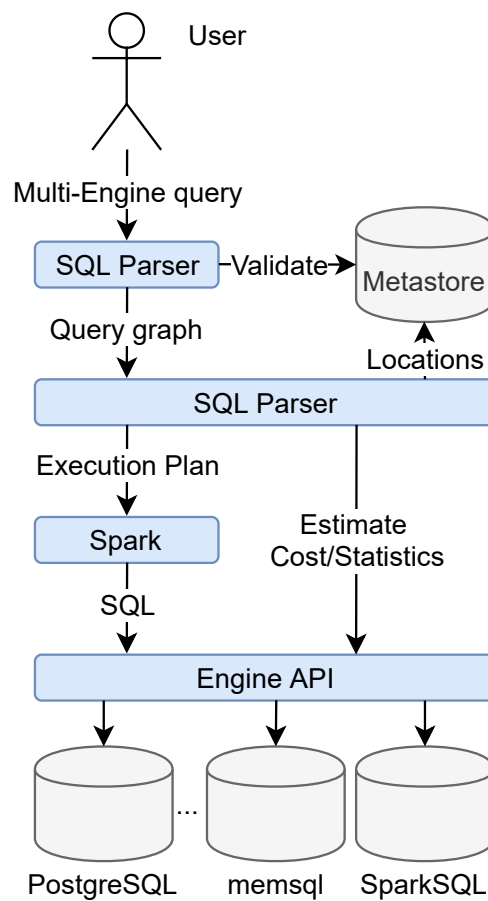 User
Multi-Engine query
SQL Parser
Validate
Metastore
Query graph
Locations
SQL Parser
Execution Plan
Estimate
Cost/Statistics
Spark
SQL
Engine API
...
PostgreSQL
memsql
SparkSQL